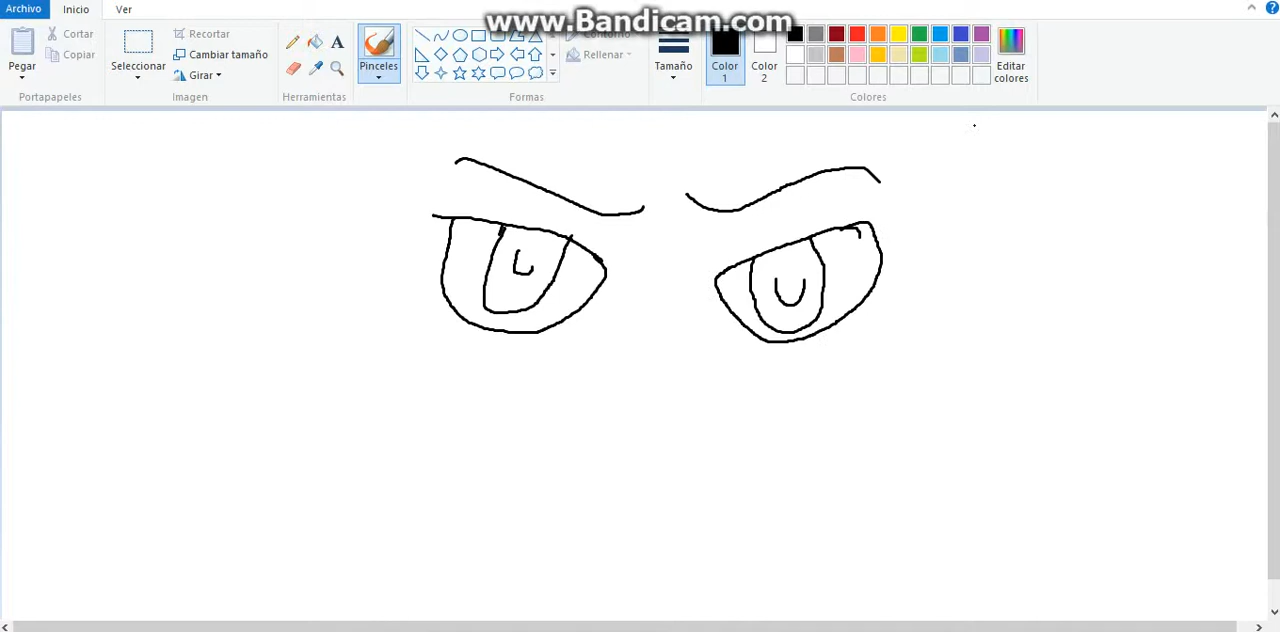 www.Bandicam.com
Archivo Inicio Ver
Pegar
Cortar
Copiar
Portapapeles
Seleccionar
Recortar
Cambiar tamaño
Girar
Imagen
A
Herramientas
Pinceles
Contorno
Rellenar
Formas
Tamaño
Color 1
Color 2
Editar colores
Colores